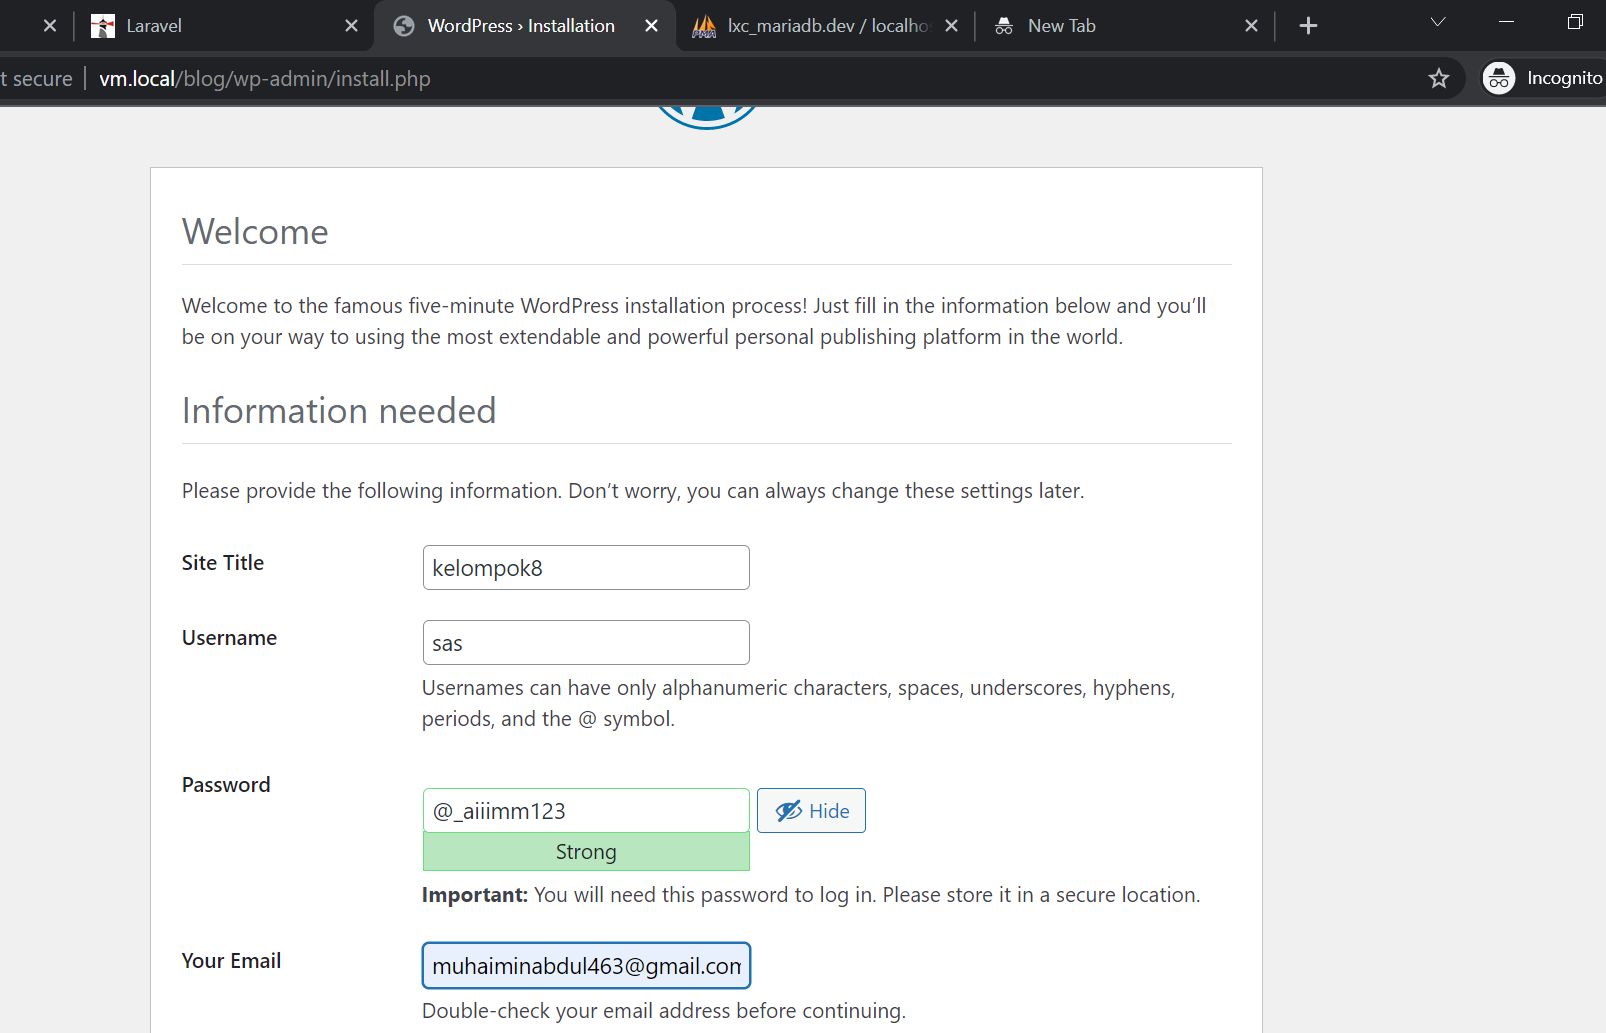 Laravel
WordPress › Installation
lxc_mariadb.dev / localho
New Tab
t secure
vm.local/blog/wp-admin/install.php
Incognito
Welcome
Welcome to the famous five-minute WordPress installation process! Just fill in the information below and you’ll
be on your way to using the most extendable and powerful personal publishing platform in the world.
Information needed
Please provide the following information. Don’t worry, you can always change these settings later.
Site Title
kelompok8
Username
sas
Usernames can have only alphanumeric characters, spaces, underscores, hyphens,
periods, and the @ symbol.
Password
@_aiiimm123
Hide
Strong
Important: You will need this password to log in. Please store it in a secure location.
Your Email
muhaiminabdul463@gmail.com
Double-check your email address before continuing.